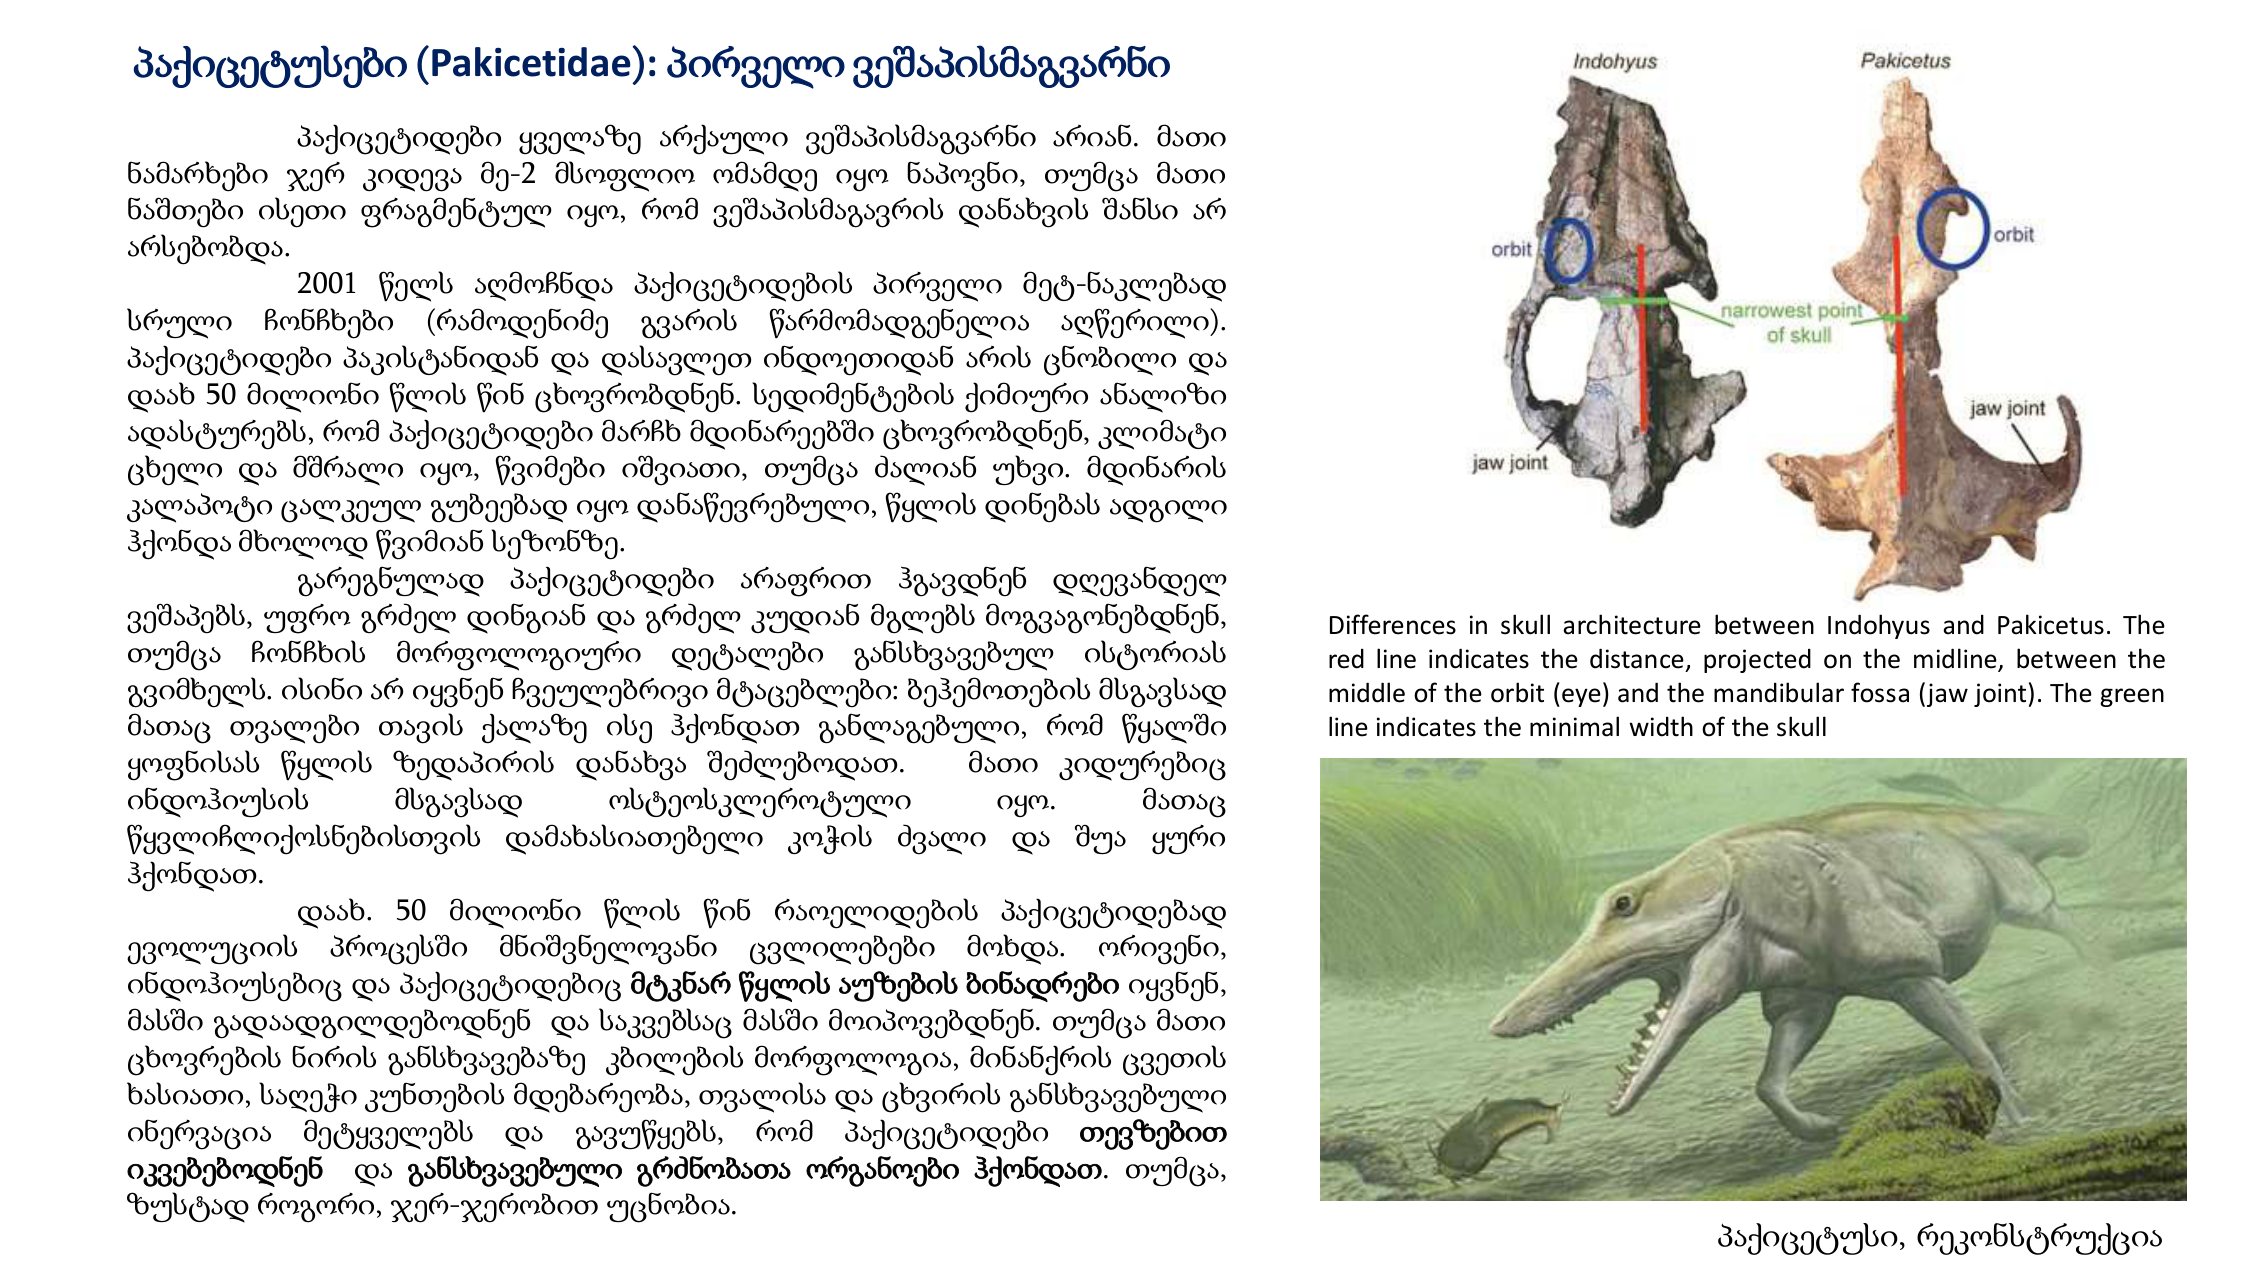 პაქიცეტუსები (Pakicetidae): პირველი ვეშაპისმაგვარნი
პაქიცეტიდები ყველაზე არქაული ვეშაპისმაგვარნი არიან. მათი
ნამარხები ჯერ კიდევა მე-2 მსოფლიო ომამდე იყო ნაპოვნი, თუმცა მათი
ნაშთები ისეთი ფრაგმენტულ იყო, რომ ვეშაპისმაგავრის დანახვის შანსი არ
არსებობდა.
2001 წელს აღმოჩნდა პაქიცეტიდების პირველი მეტ-ნაკლებად
სრული ჩონჩხები (რამოდენიმე გვარის წარმომადგენელია აღწერილი).
პაქიცეტიდები პაკისტანიდან და დასავლეთ ინდოეთიდან არის ცნობილი და
დაახ 50 მილიონი წლის წინ ცხოვრობდნენ. სედიმენტების ქიმიური ანალიზი
ადასტურებს, რომ პაქიცეტიდები მარჩხ მდინარეებში ცხოვრობდნენ, კლიმატი
ცხელი და მშრალი იყო, წვიმები იშვიათი, თუმცა ძალიან უხვი. მდინარის
კალაპოტი ცალკეულ გუბეებად იყო დანაწევრებული, წყლის დინებას ადგილი
ჰქონდა მხოლოდ წვიმიან სეზონზე.
გარეგნულად პაქიცეტიდები არაფრით ჰგავდნენ დღევანდელ
ვეშაპებს, უფრო გრძელ დინგიან და გრძელ კუდიან მგლებს მოგვაგონებდნენ,
თუმცა ჩონჩხის მორფოლოგიური დეტალები განსხვავებულ ისტორიას
გვიმხელს. ისინი არ იყვნენ ჩვეულებრივი მტაცებლები: ბეჰემოთების მსგავსად
მათაც თვალები თავის ქალაზე ისე ჰქონდათ განლაგებული, რომ წყალში
ყოფნისას წყლის ზედაპირის დანახვა შეძლებოდათ. მათი კიდურებიც
ინდოჰიუსის მსგავსად ოსტეოსკლეროტული იყო. მათაც
წყვლიჩლიქოსნებისთვის დამახასიათებელი კოჭის ძვალი და შუა ყური
ჰქონდათ.
დაახ. 50 მილიონი წლის წინ რაოელიდების პაქიცეტიდებად
ევოლუციის პროცესში მნიშვნელოვანი ცვლილებები მოხდა. ორივენი,
ინდოჰიუსებიც და პაქიცეტიდებიც მტკნარ წყლის აუზების ბინადრები იყვნენ,
მასში გადაადგილდებოდნენ და საკვებსაც მასში მოიპოვებდნენ. თუმცა მათი
ცხოვრების ნირის განსხვავებაზე კბილების მორფოლოგია, მინანქრის ცვეთის
ხასიათი, საღეჭი კუნთების მდებარეობა, თვალისა და ცხვირის განსხვავებული
ინერვაცია მეტყველებს და გავუწყებს, რომ პაქიცეტიდები თევზებით
იკვებებოდნენ და განსხვავებული გრძნობათა ორგანოები ჰქონდათ. თუმცა,
ზუსტად როგორი, ჯერ-ჯერობით უცნობია.
Indohyus
Pakicetus
orbit
orbit
narrowest point
of skull
jaw joint
jaw joint
Differences in skull architecture between Indohyus and Pakicetus. The
red line indicates the distance, projected on the midline, between the
middle of the orbit (eye) and the mandibular fossa (jaw joint). The green
line indicates the minimal width of the skull
პაქიცეტუსი, რეკონსტრუქცია